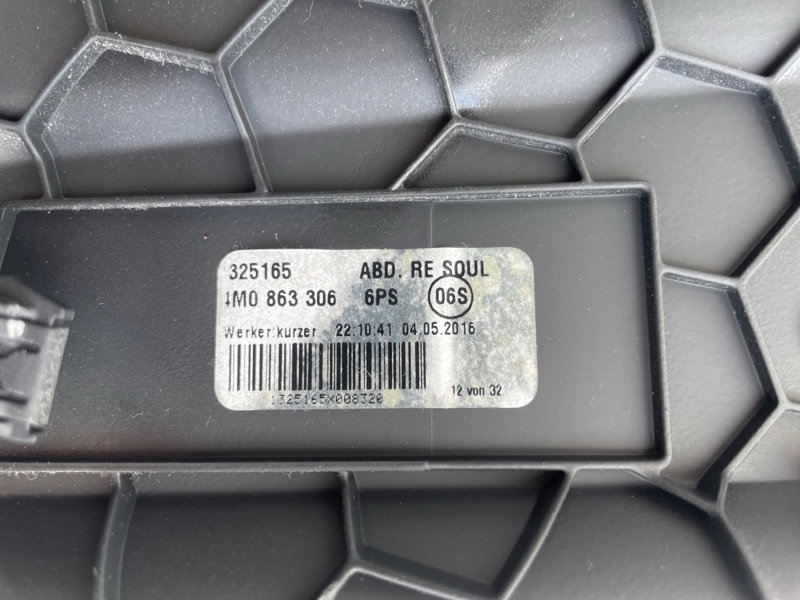 325165 ABD. RE SOUL
4M0 863 306 6PS 06S
Werker:kurzer 22:10:41 04.05.2016
1325165X008320
12 von 32